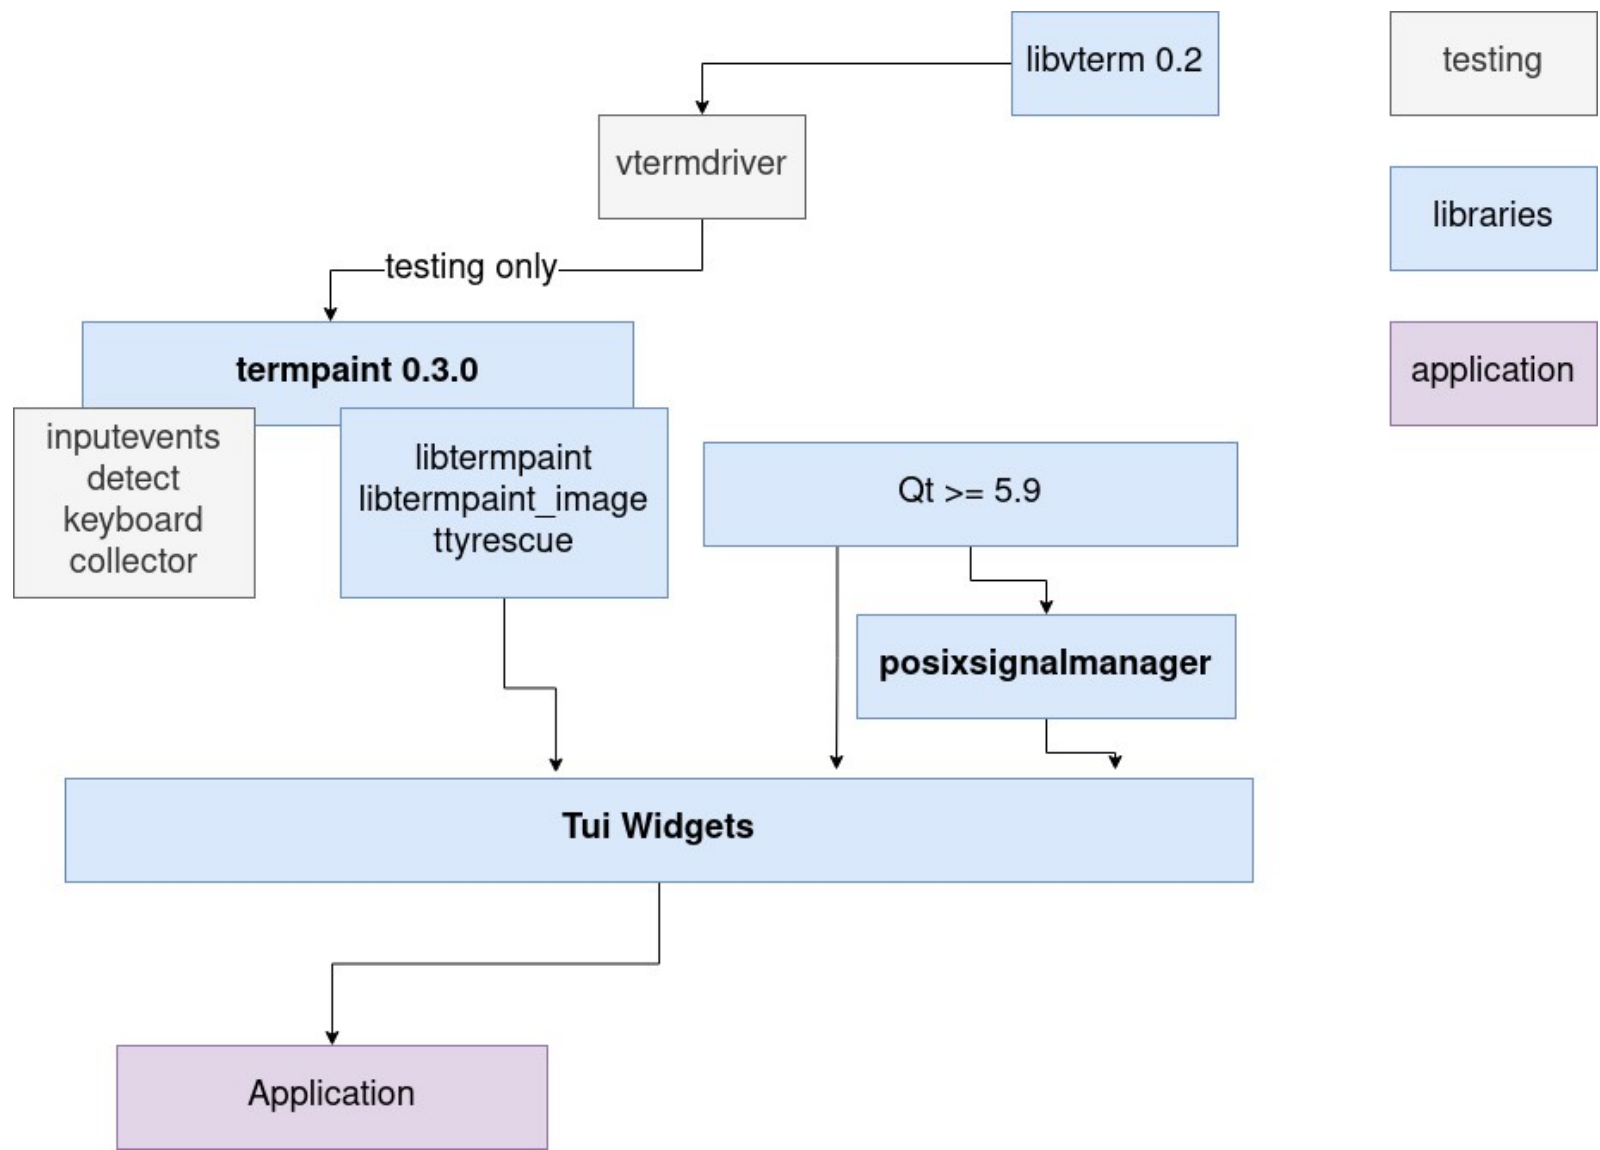 libvterm 0.2
testing
vtermdriver
libraries
testing only
termpaint 0.3.0
application
inputevents
detect
keyboard
collector
libtermpaint
libtermpaint_image
ttyrescue
Qt >= 5.9
posixsignalmanager
Tui Widgets
Application